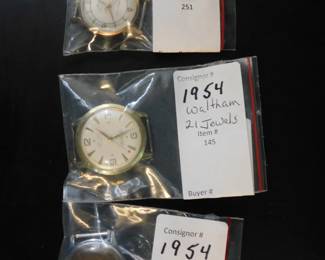 251
Consignor #
1954
Waltham
21 Jewels
Item #
145
Buyer #
Consignor #
1954